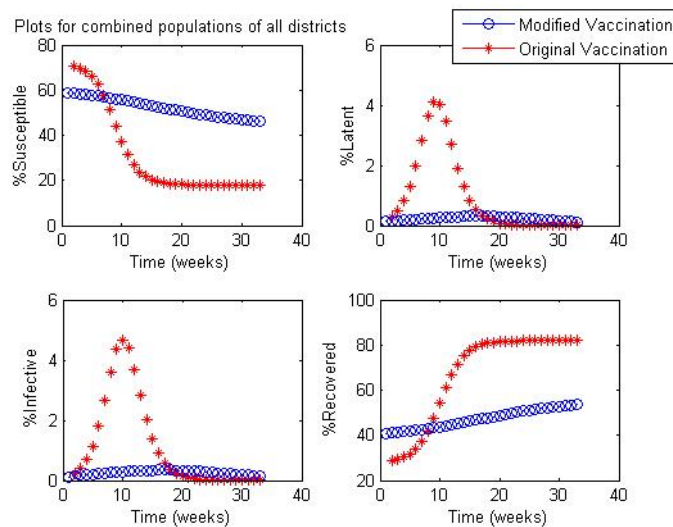 Plots for combined populations of all districts
Modified Vaccination
Original Vaccination
80
60
40
20
0
%Susceptible
0 10 20 30 40
Time (weeks)
6
4
2
0
%Latent
0 10 20 30 40
Time (weeks)
6
4
2
0
%Infective
0 10 20 30 40
Time (weeks)
100
80
60
40
20
%Recovered
0 10 20 30 40
Time (weeks)